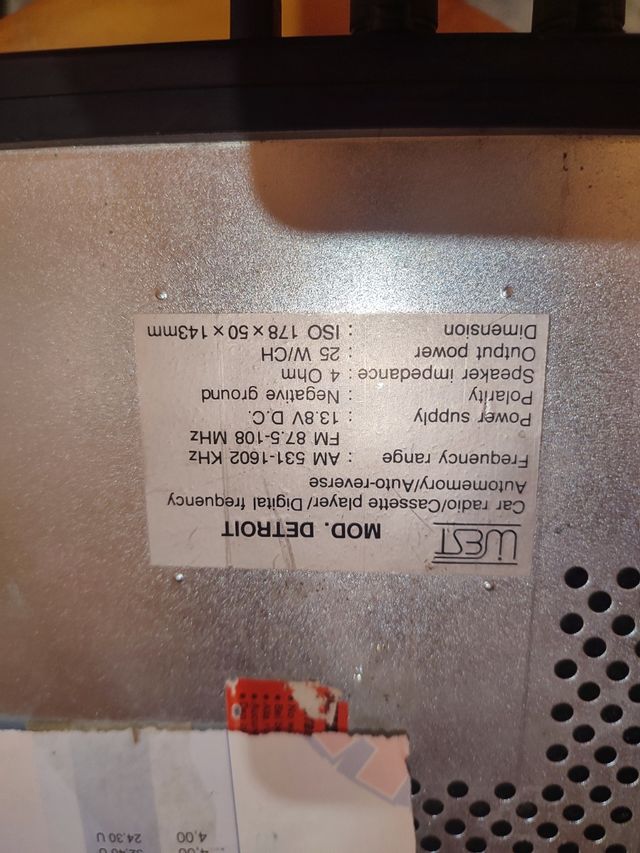 WEST
MOD. DETROIT
Car radio/Cassette player/Digital frequency
Automemory/Auto-reverse
Frequency range : AM 531-1602 KHz
FM 87.5-108 MHz
Power supply : 13.8V D.C.
Polarity : Negative ground
Speaker impedance : 4 Ohm
Output power : 25 W/CH
Dimension : ISO 178 x 50 x 143mm
4,00 24,30 U